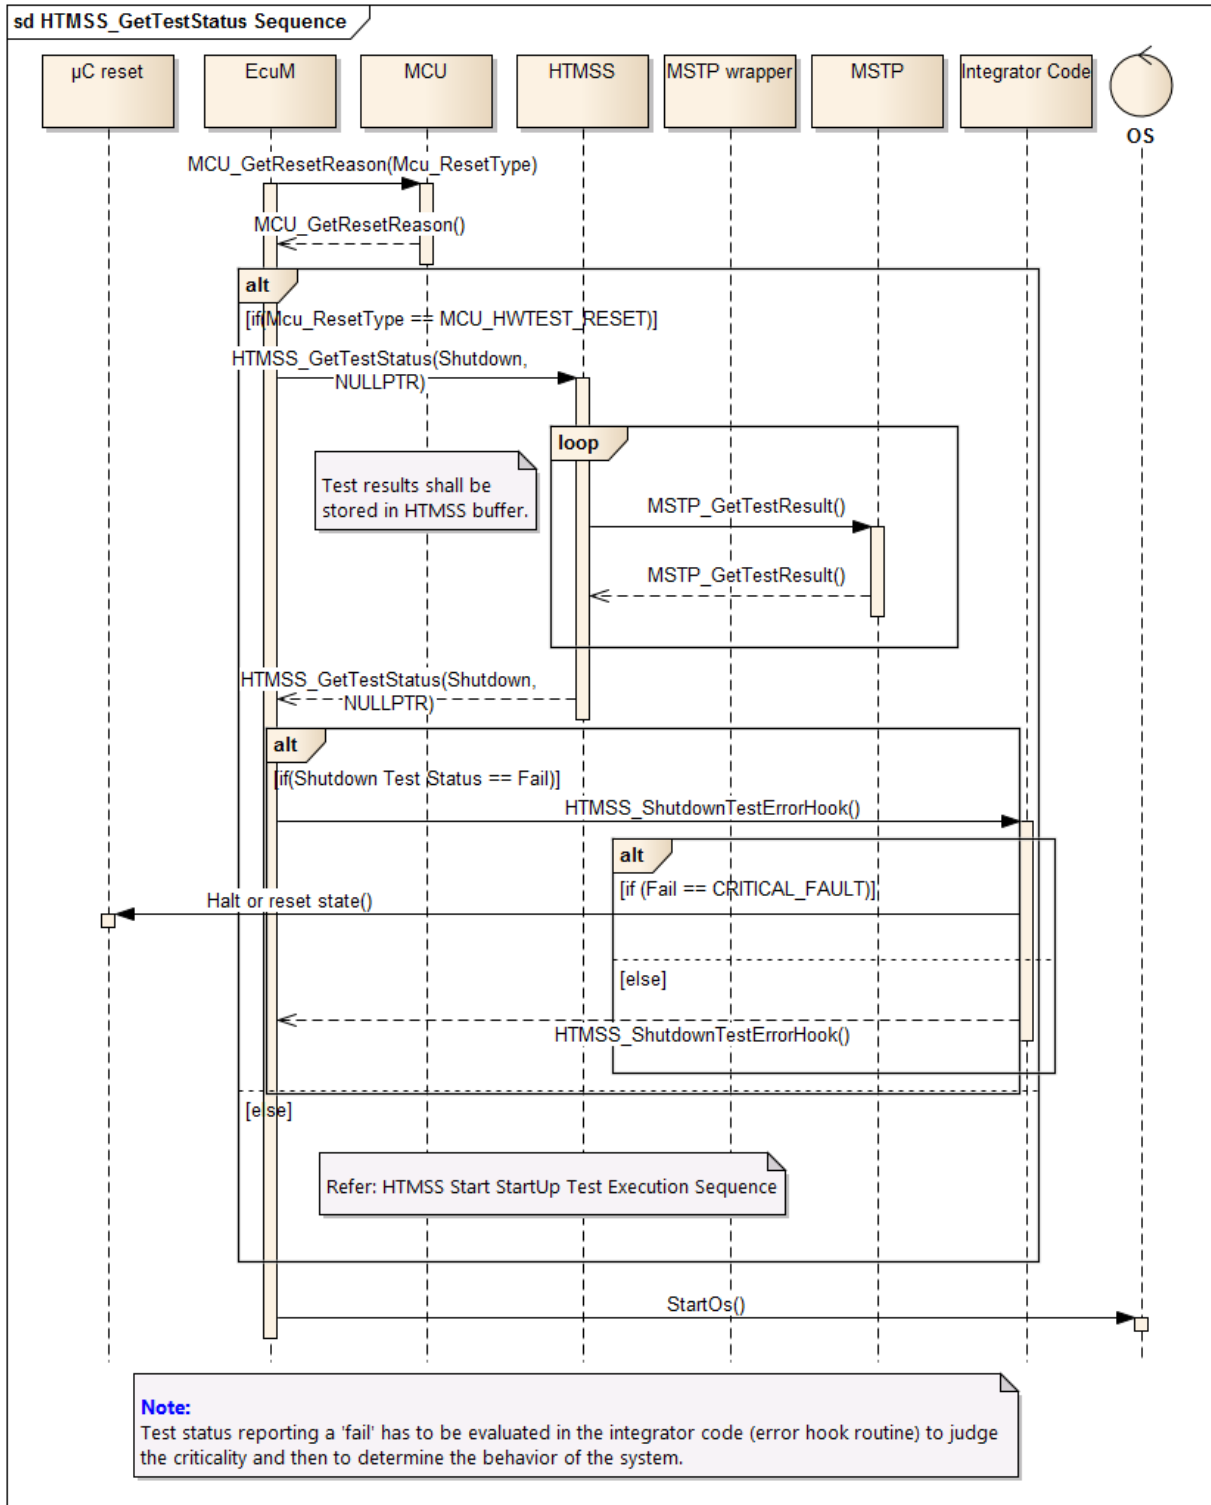 sd HTMSS_GetTestStatus Sequence
µC reset
EcuM
MCU
HTMSS
MSTP wrapper
MSTP
Integrator Code
OS
MCU_GetResetReason(Mcu_ResetType)
MCU_GetResetReason()
alt
[if(Mcu_ResetType == MCU_HWTEST_RESET)]
HTMSS_GetTestStatus(Shutdown,
NULLPTR)
loop
Test results shall be
stored in HTMSS buffer.
MSTP_GetTestResult()
MSTP_GetTestResult()
HTMSS_GetTestStatus(Shutdown,
NULLPTR)
alt
[if(Shutdown Test Status == Fail)]
HTMSS_ShutdownTestErrorHook()
alt
[if (Fail == CRITICAL_FAULT)]
Halt or reset state()
[else]
HTMSS_ShutdownTestErrorHook()
[else]
Refer: HTMSS Start StartUp Test Execution Sequence
StartOs()
Note:
Test status reporting a 'fail' has to be evaluated in the integrator code (error hook routine) to judge
the criticality and then to determine the behavior of the system.